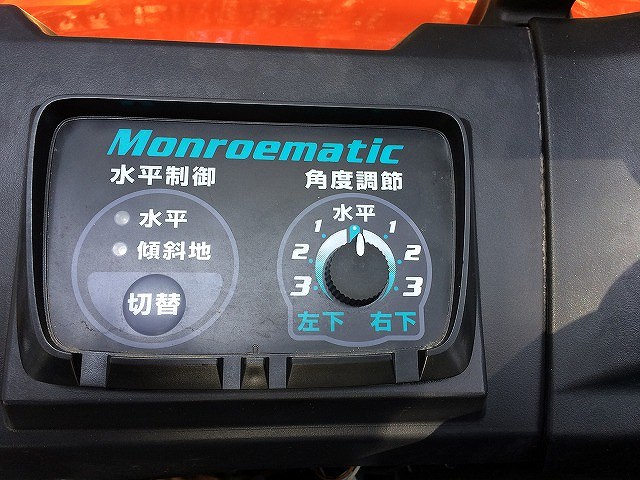 Monroematic
水平制御
水平
傾斜地
切替
角度調節
水平
1 1
2 2
3 3
左下 右下